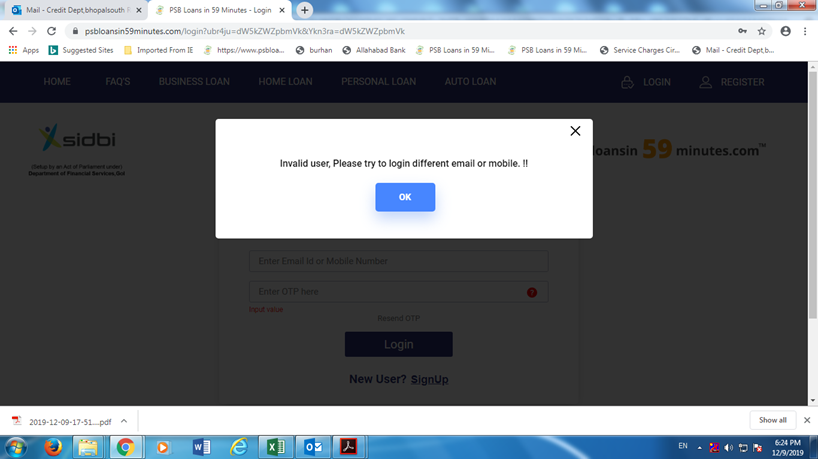 Mail - Credit Dept,bhopalsouth R
PSB Loans in 59 Minutes - Login
psbloansin59minutes.com/login?ubr4ju=dW5kZWZpbmVk&Ykn3ra=dW5kZWZpbmVk
Apps Suggested Sites Imported From IE https://www.psbloa... burhan Allahabad Bank PSB Loans in 59 Mi... PSB Loans in 59 Mi... Service Charges Cir... Mail - Credit Dept,b...
HOME FAQ'S BUSINESS LOAN HOME LOAN PERSONAL LOAN AUTO LOAN LOGIN REGISTER
sidbi
(Setup by an Act of Parliament under)
Department of Financial Services,GoI
loansin 59 minutes.com™
Invalid user, Please try to login different email or mobile. !!
OK
Enter Email Id or Mobile Number
Enter OTP here
Input value
Resend OTP
Login
New User? SignUp
2019-12-09-17-51....pdf
Show all
EN
6:24 PM
12/9/2019